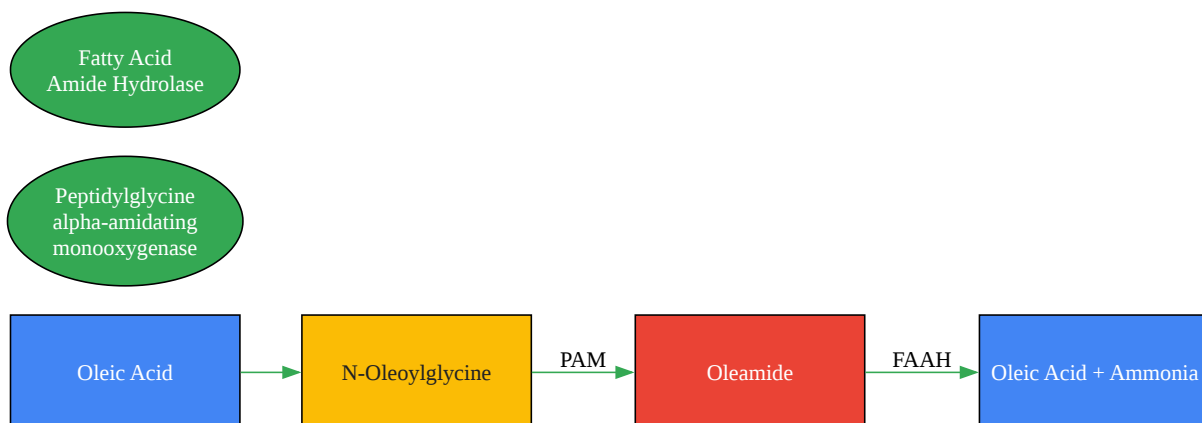 Fatty Acid
Amide Hydrolase
Peptidylglycine
alpha-amidating
monooxygenase
Oleic Acid
N-Oleoylglycine
PAM
Oleamide
FAAH
Oleic Acid + Ammonia